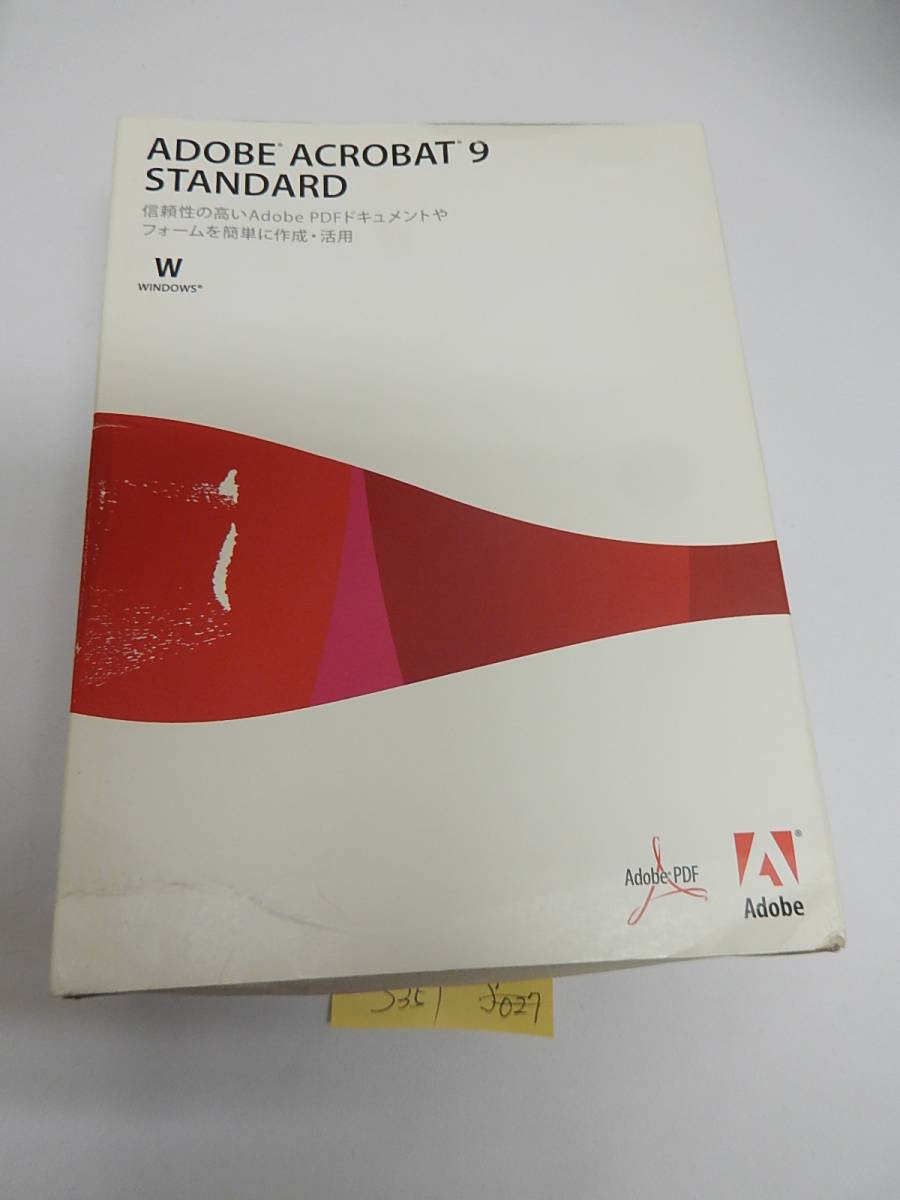 ADOBE® ACROBAT® 9
STANDARD
信頼性の高いAdobe PDFドキュメントや
フォームを簡単に作成・活用
W
WINDOWS®
Adobe® PDF
Adobe